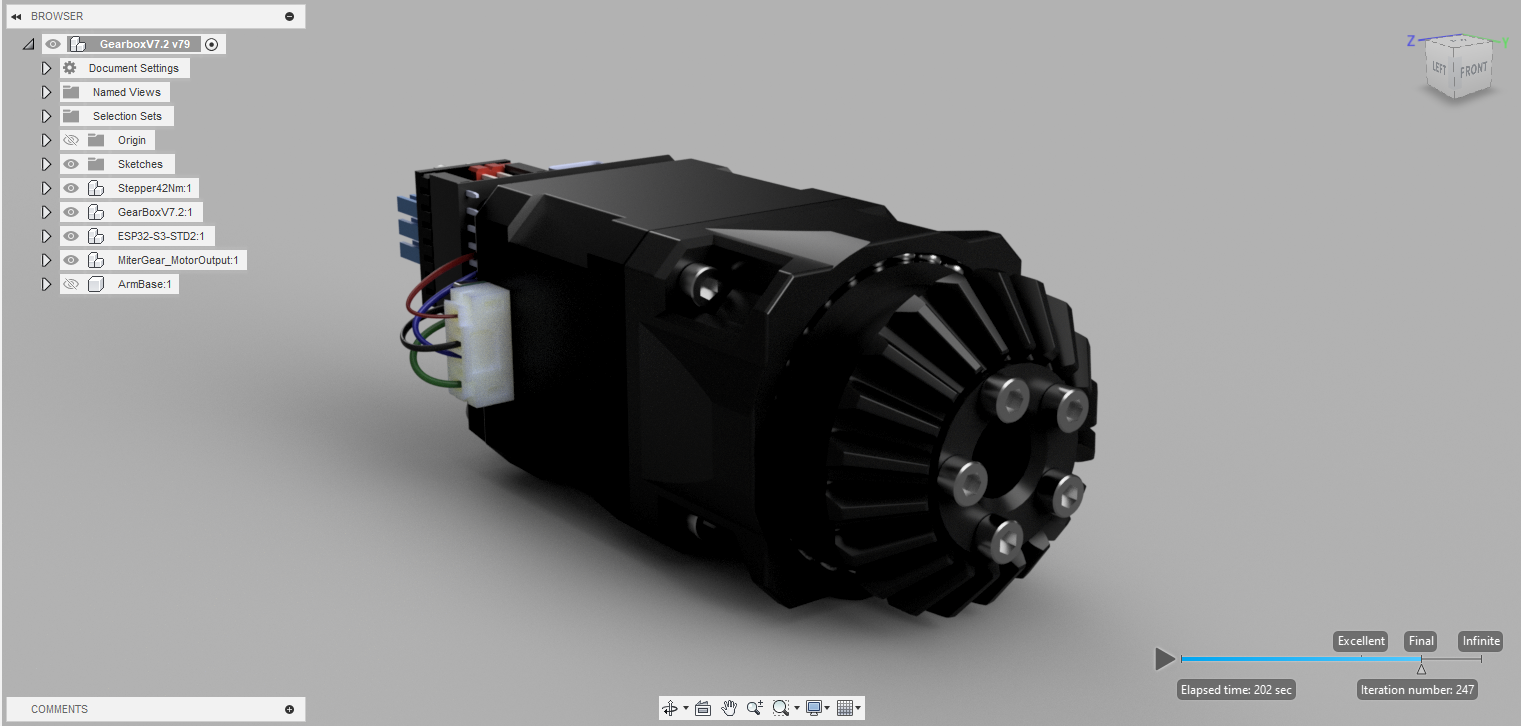 BROWSER
GearboxV7.2 v79
Document Settings
Named Views
Selection Sets
Origin
Sketches
Stepper42Nm:1
GearBoxV7.2:1
ESP32-S3-STD2:1
MiterGear_MotorOutput:1
ArmBase:1
Z
Y
LEFT
FRONT
Excellent
Final
Infinite
Elapsed time: 202 sec
Iteration number: 247
COMMENTS